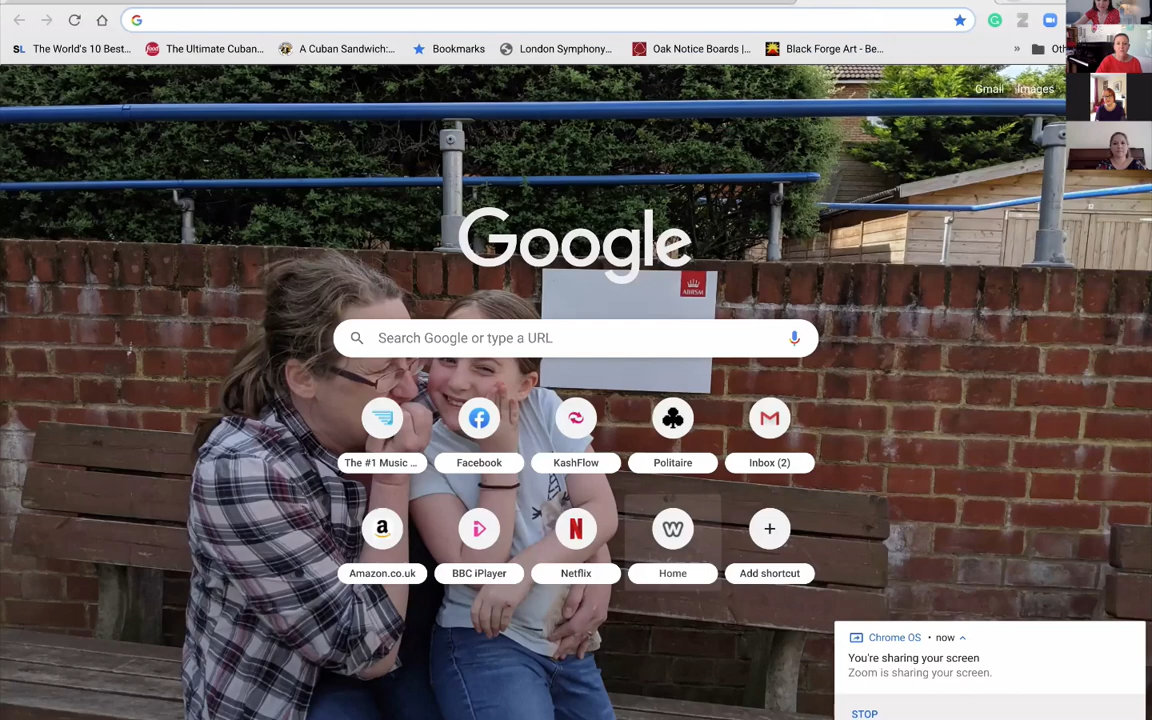 SL The World's 10 Best... The Ultimate Cuban... A Cuban Sandwich:... Bookmarks London Symphony... Oak Notice Boards |... Black Forge Art - Be... » Oth
Gmail Images
Google
ABRSM
Search Google or type a URL
The #1 Music ... Facebook KashFlow Politaire Inbox (2)
Amazon.co.uk BBC iPlayer Netflix Home Add shortcut
Chrome OS • now
You're sharing your screen
Zoom is sharing your screen.
STOP